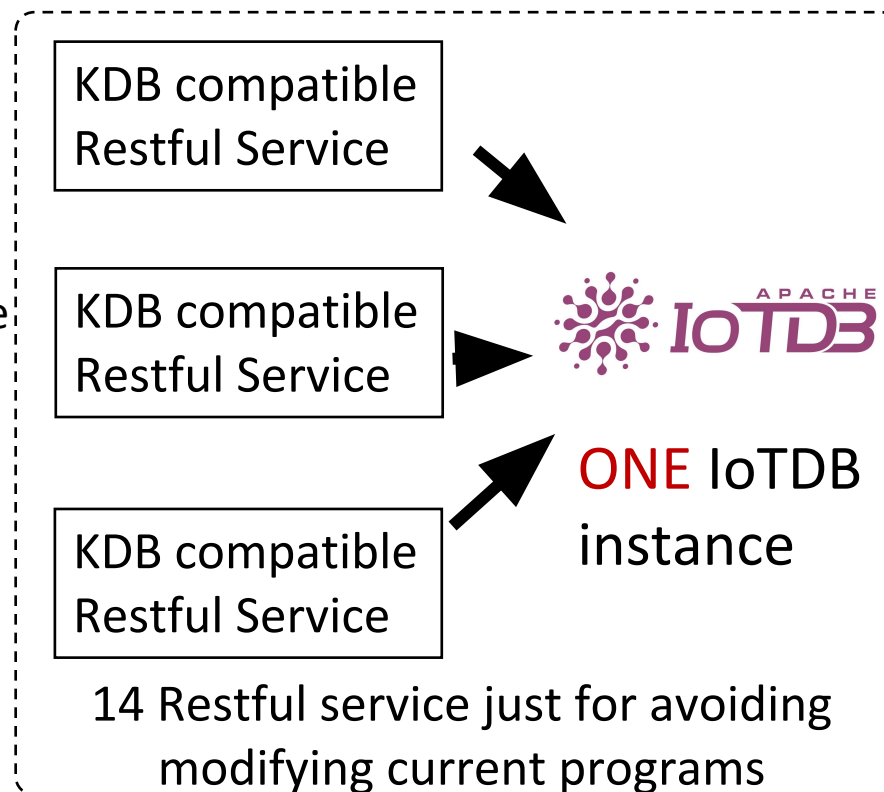 KDB compatible
Restful Service
e
KDB compatible
Restful Service
APACHE
IoTDB
ONE IoTDB
instance
KDB compatible
Restful Service
14 Restful service just for avoiding
modifying current programs